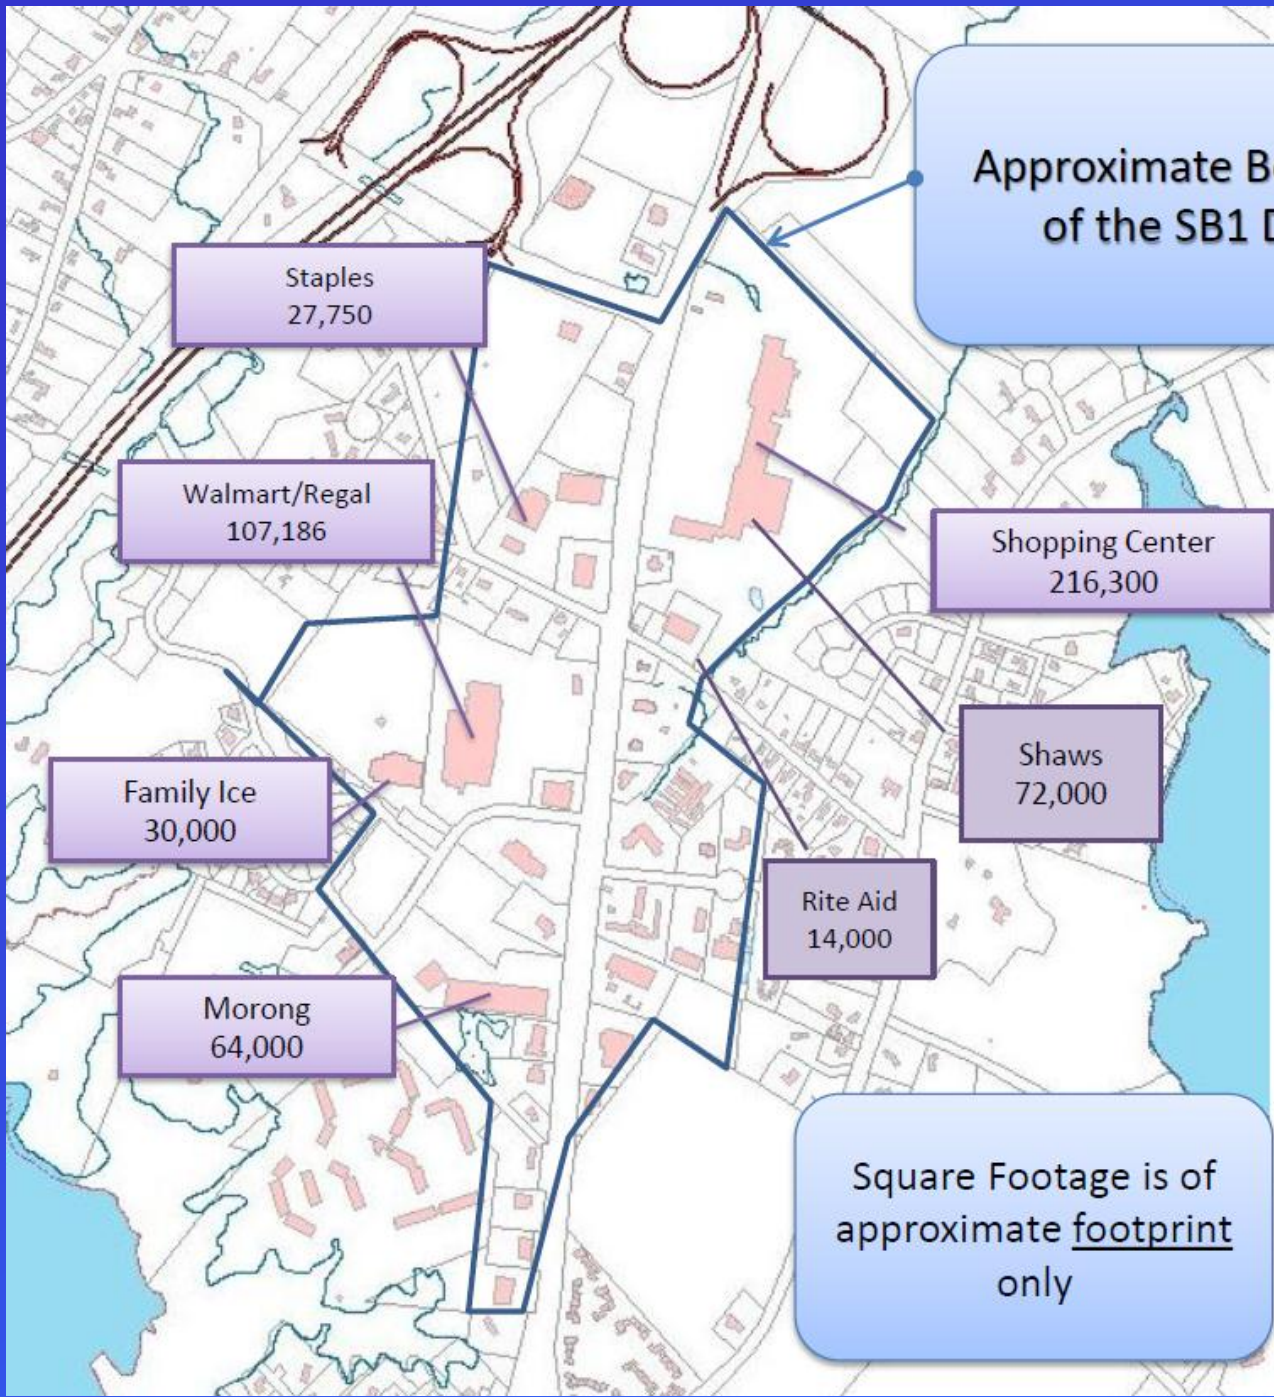 Approximate B
of the SB1
Staples
27,750
Walmart/Regal
107,186
Shopping Center
216,300
Shaws
72,000
Family Ice
30,000
Rite Aid
14,000
Morong
64,000
Square Footage is of
approximate footprint
only